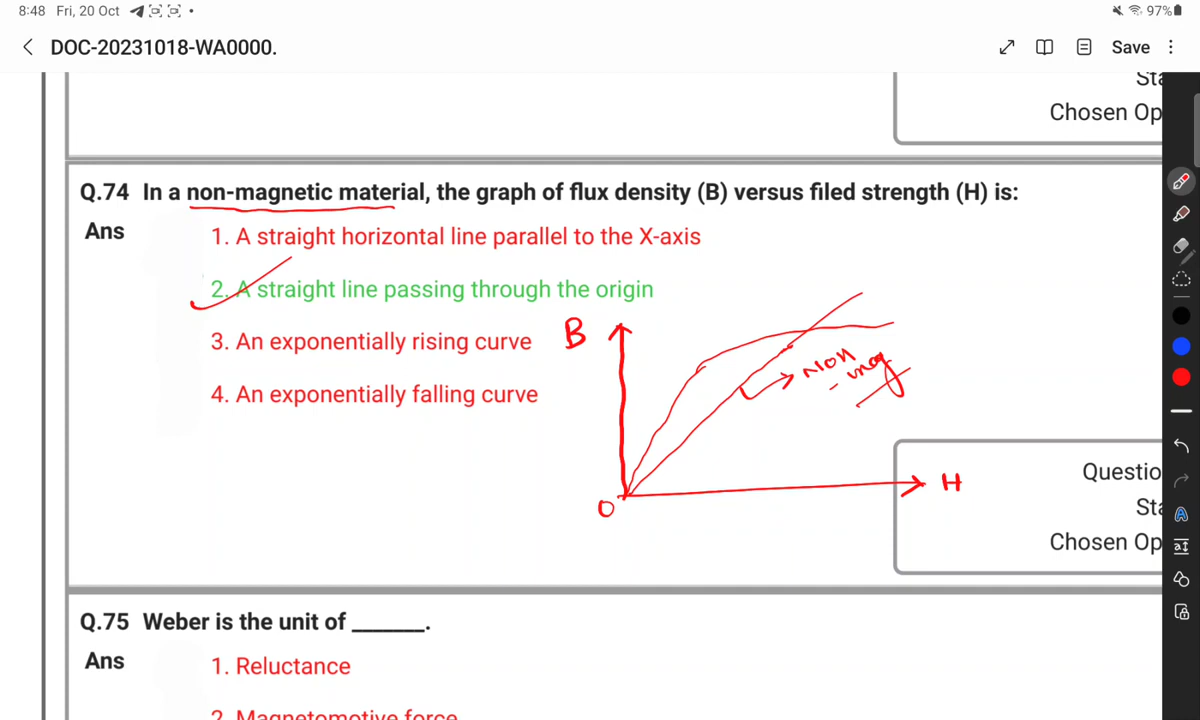 8:48 Fri, 20 Oct
97%
DOC-20231018-WA0000.
Save
Sta
Chosen Op
Q.74 In a non-magnetic material, the graph of flux density (B) versus filed strength (H) is:
Ans
1. A straight horizontal line parallel to the X-axis
2. A straight line passing through the origin
3. An exponentially rising curve
4. An exponentially falling curve
B
Non
- mag
H
O
Questio
Sta
Chosen Op
Q.75 Weber is the unit of _______.
Ans
1. Reluctance
2. Magnetomotive force